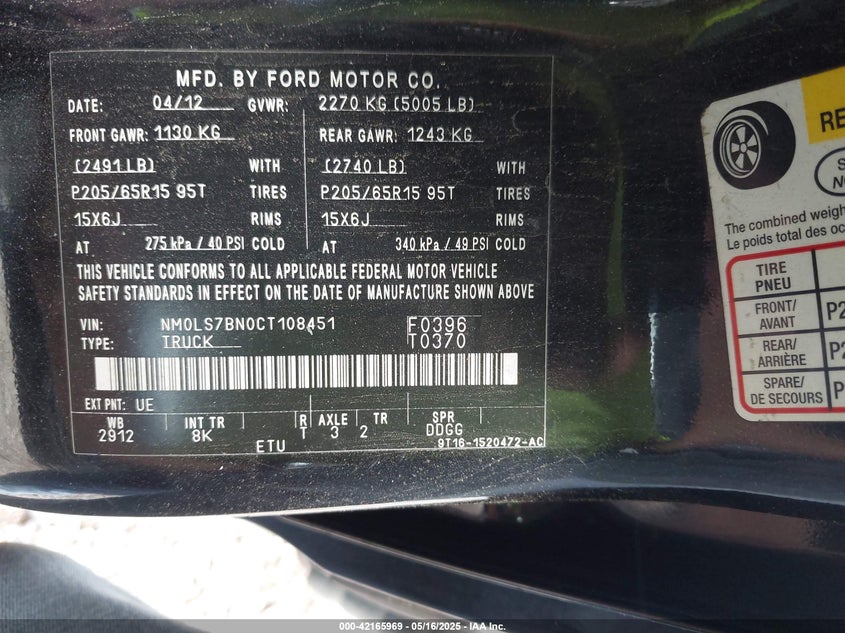 MFD. BY FORD MOTOR CO.
DATE: 04/12 GVWR: 2270 KG (5005 LB)
FRONT GAWR: 1130 KG REAR GAWR: 1243 KG
(2491 LB) WITH (2740 LB) WITH
P205/65R15 95T TIRES P205/65R15 95T TIRES
15X6J RIMS 15X6J RIMS
AT 275 kPa / 40 PSI COLD AT 340 kPa / 49 PSI COLD
THIS VEHICLE CONFORMS TO ALL APPLICABLE FEDERAL MOTOR VEHICLE
SAFETY STANDARDS IN EFFECT ON THE DATE OF MANUFACTURE SHOWN ABOVE
VIN: NM0LS7BN0CT108451 F0396
TYPE: TRUCK T0370
EXT PNT: UE
WB INT TR R AXLE TR SPR
2912 8K T 3 2 DDGG
ETU 9T16-1520472-AC
RE
S
NO
The combined weigh
Le poids total des oc
TIRE
PNEU
FRONT/
AVANT P2
REAR/
ARRIÈRE P2
SPARE/
DE SECOURS P
000-42165969 - 05/16/2025 - IAA Inc.